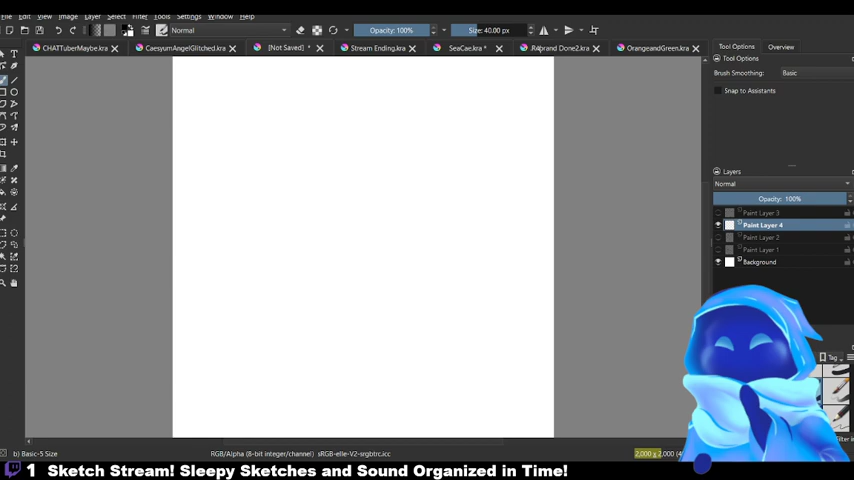 File Edit View Image Layer Select Filter Tools Settings Window Help
Normal Opacity: 100% Size: 40.00 px
CHATTuberMaybe.kra CaesyumAngelGlitched.kra [Not Saved] * Stream Ending.kra SeaCae.kra * Rebrand Done2.kra OrangeandGreen.kra
Tool Options Overview
Tool Options
Brush Smoothing: Basic
Snap to Assistants
Layers
Normal
Opacity: 100%
Paint Layer 3
Paint Layer 4
Paint Layer 2
Paint Layer 1
Background
Tag
Filter in
b) Basic-5 Size RGB/Alpha (8-bit integer/channel) sRGB-elle-V2-srgbtrc.icc 2,000 x 2,000
1 Sketch Stream! Sleepy Sketches and Sound Organized in Time!